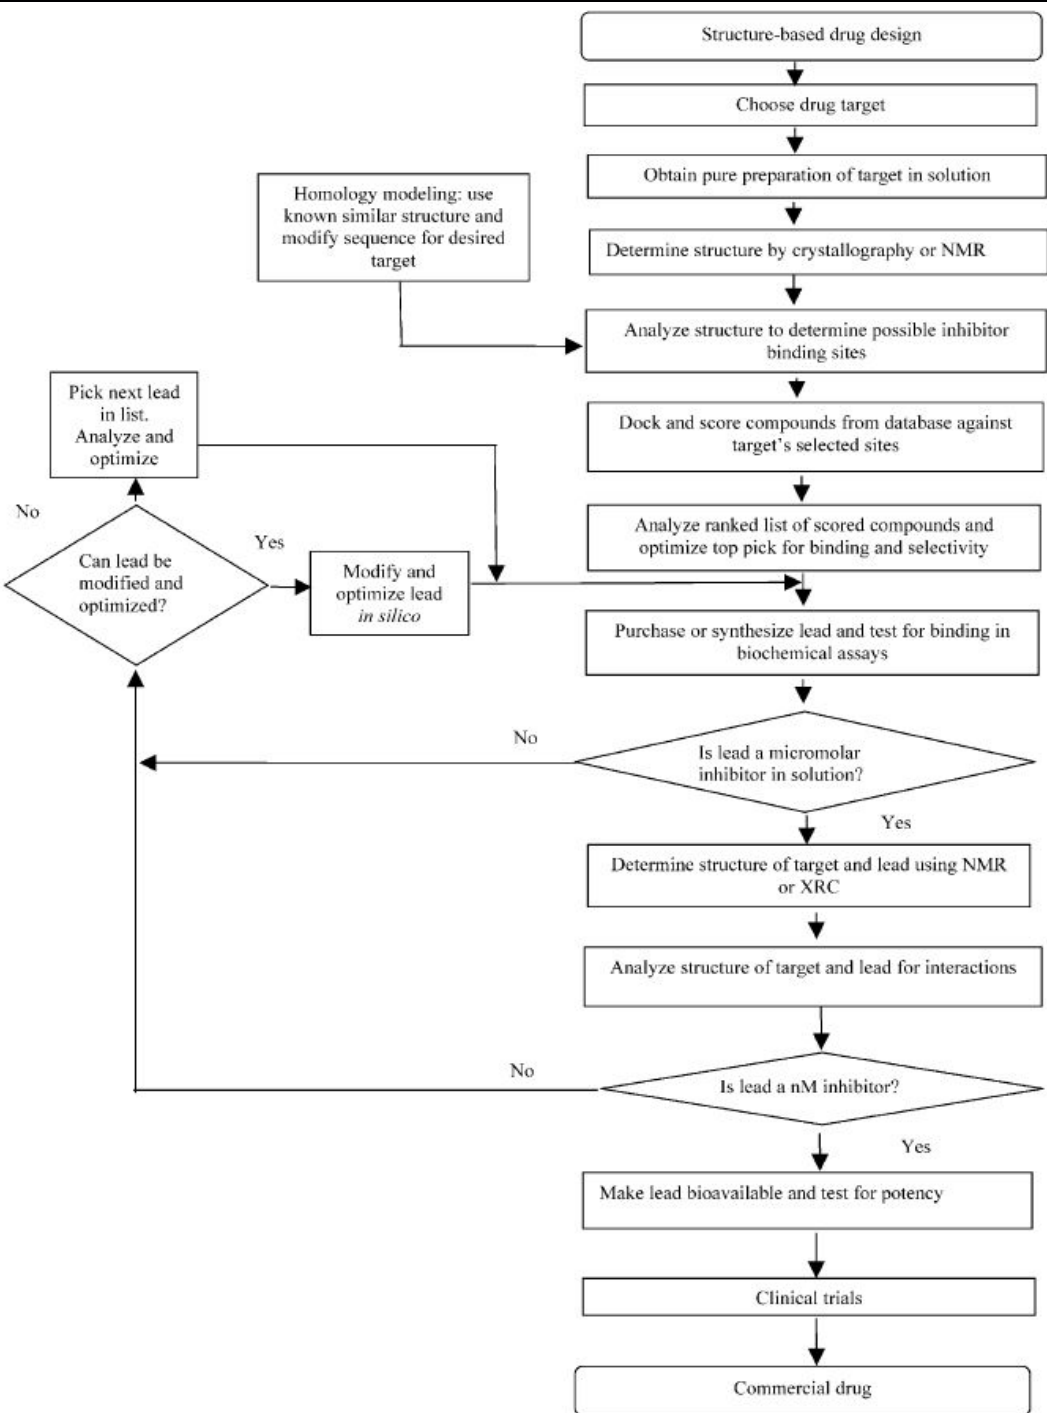 Structure-based drug design
Choose drug target
Obtain pure preparation of target in solution
Homology modeling: use
known similar structure and
modify sequence for desired
target
Determine structure by crystallography or NMR
Analyze structure to determine possible inhibitor
binding sites
Pick next lead
in list.
Analyze and
optimize
Dock and score compounds from database against
target's selected sites
No
Analyze ranked list of scored compounds and
optimize top pick for binding and selectivity
Can lead be
modified and
optimized?
Yes
Modify and
optimize lead
in silico
Purchase or synthesize lead and test for binding in
biochemical assays
No
Is lead a micromolar
inhibitor in solution?
Yes
Determine structure of target and lead using NMR
or XRC
Analyze structure of target and lead for interactions
No
Is lead a nM inhibitor?
Yes
Make lead bioavailable and test for potency
Clinical trials
Commercial drug